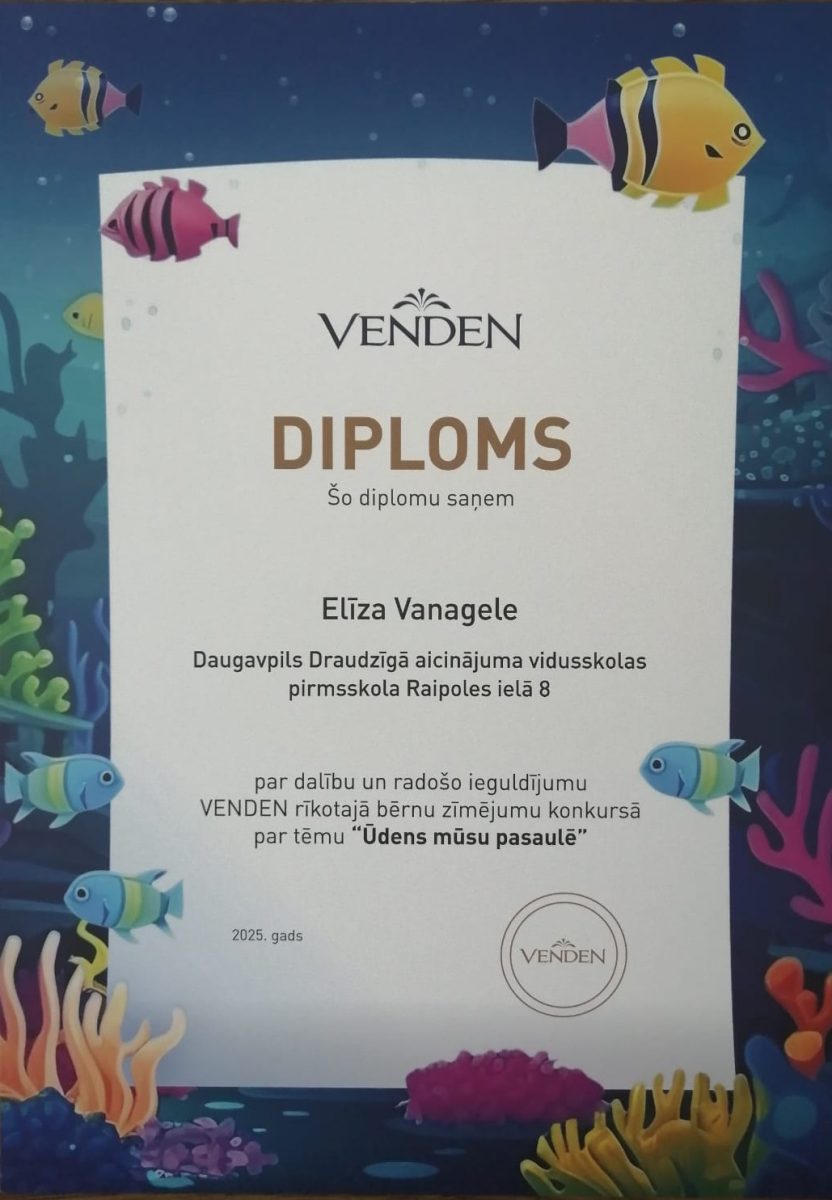 VENDEN
DIPLOMS
Šo diplomu saņem
Elīza Vanagele
Daugavpils Draudzīgā aicinājuma vidusskolas
pirmsskola Raipoles ielā 8
par dalību un radošo ieguldījumu
VENDEN rīkotajā bērnu zīmējumu konkursā
par tēmu “Ūdens mūsu pasaulē”
2025. gads
VENDEN